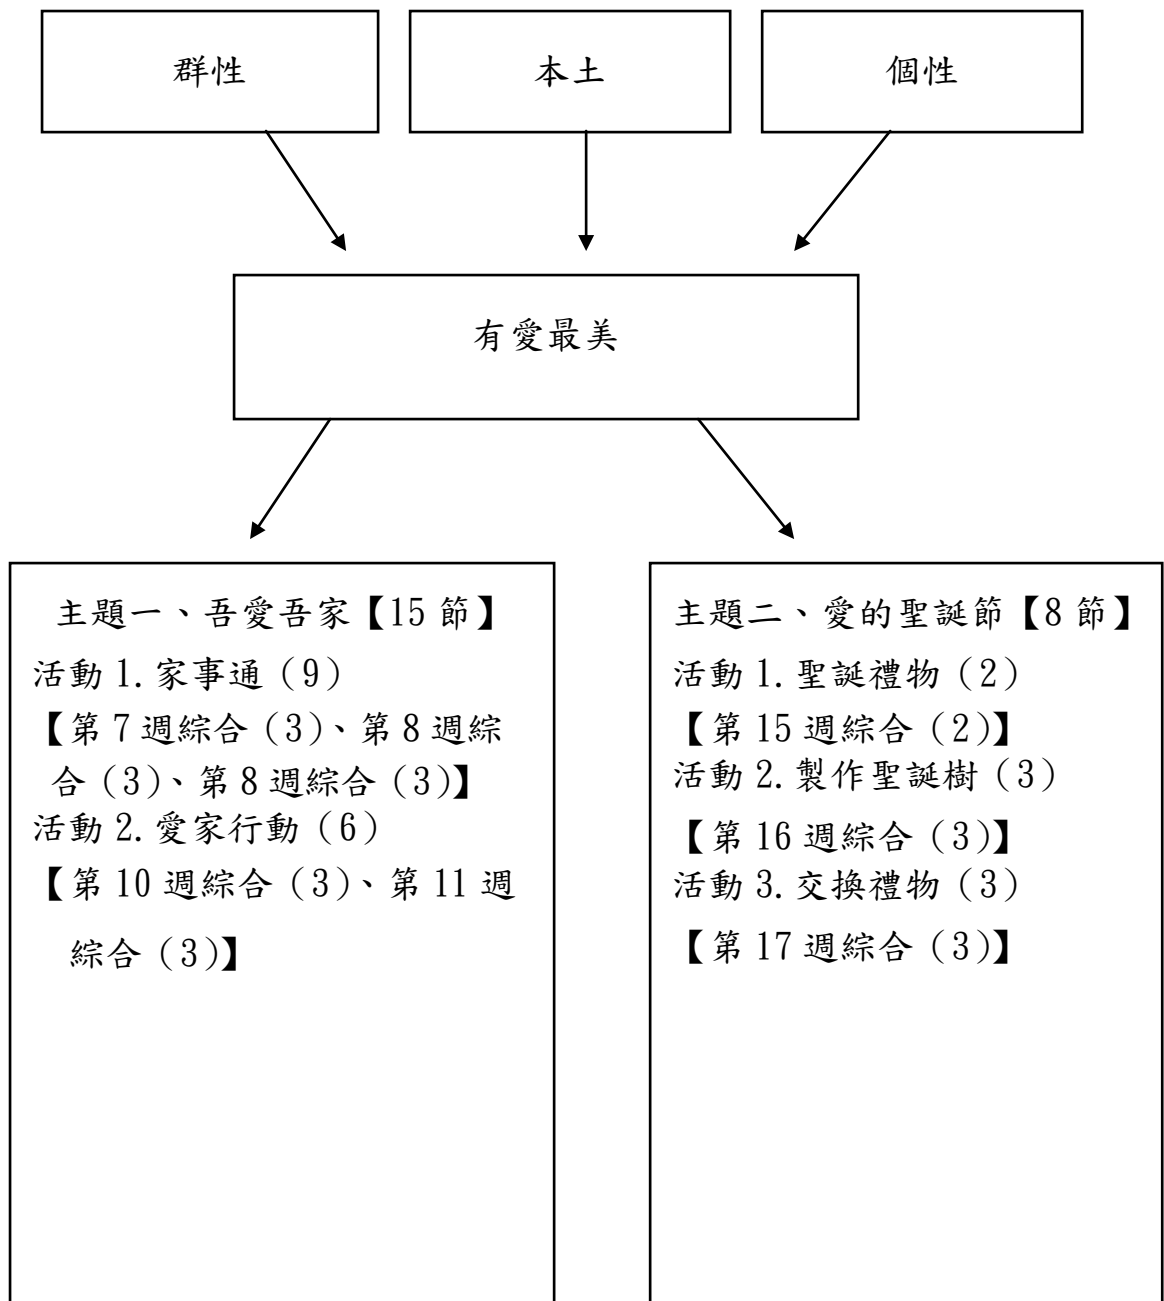 群性
本土
個性
有愛最美
主題一、吾愛吾家【15 節】
活動 1. 家事通（9）
【第 7 週綜合（3）、第 8 週綜
合（3）、第 8 週綜合（3）】
活動 2. 愛家行動（6）
【第 10 週綜合（3）、第 11 週
綜合（3）】
主題二、愛的聖誕節【8 節】
活動 1. 聖誕禮物（2）
【第 15 週綜合（2）】
活動 2. 製作聖誕樹（3）
【第 16 週綜合（3）】
活動 3. 交換禮物（3）
【第 17 週綜合（3）】